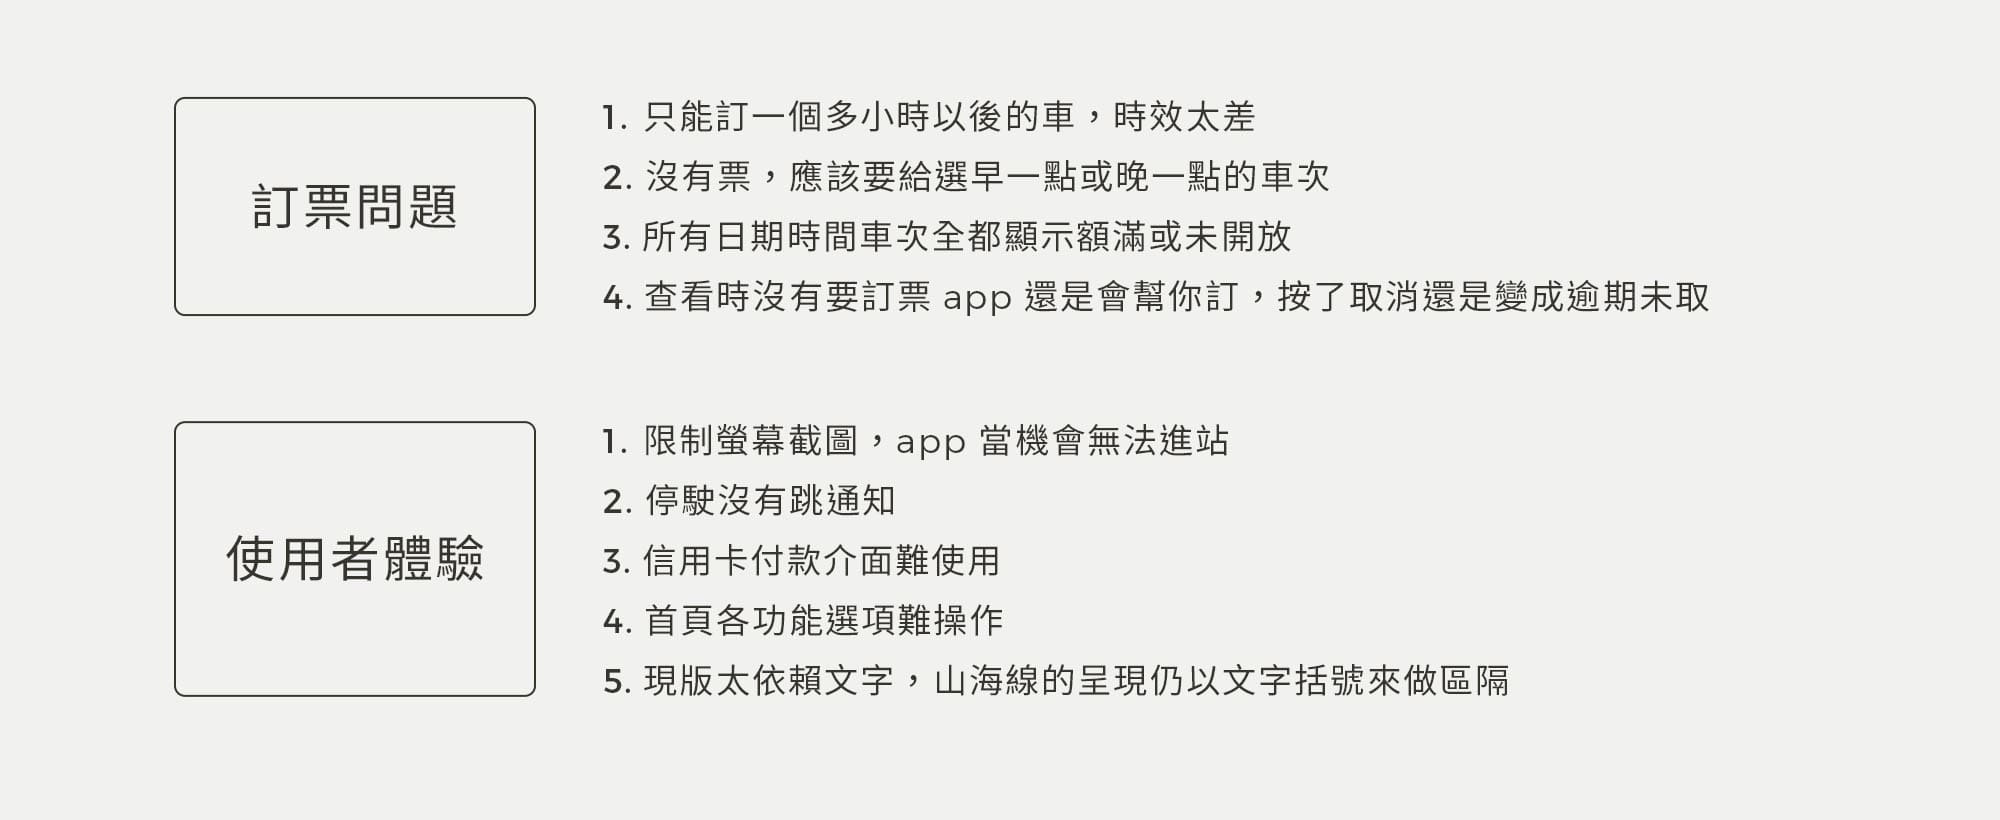 訂票問題
1. 只能訂一個多小時以後的車，時效太差
2. 沒有票，應該要給選早一點或晚一點的車次
3. 所有日期時間車次全都顯示額滿或未開放
4. 查看時沒有要訂票 app 還是會幫你訂，按了取消還是變成逾期未取
使用者體驗
1. 限制螢幕截圖，app 當機會無法進站
2. 停駛沒有跳通知
3. 信用卡付款介面難使用
4. 首頁各功能選項難操作
5. 現版太依賴文字，山海線的呈現仍以文字括號來做區隔